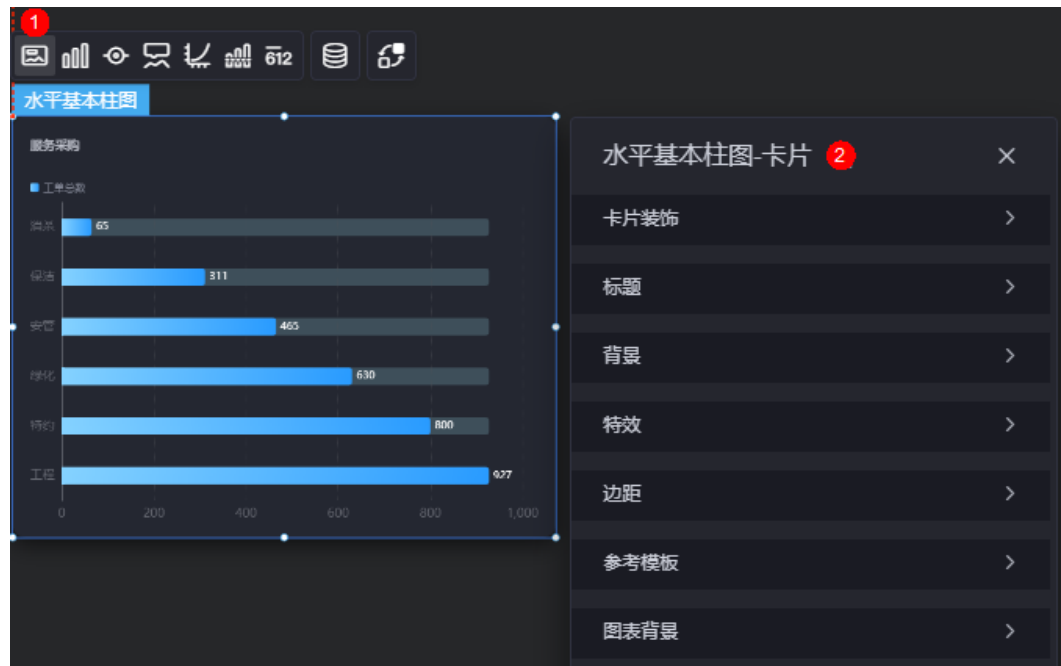 1
612
水平基本柱图
服务采购
工单总数
消杀 65
保洁 311
安管 465
绿化 630
特约 800
工程 927
0 200 400 600 800 1,000
水平基本柱图-卡片 2
卡片装饰
标题
背景
特效
边距
参考模板
图表背景